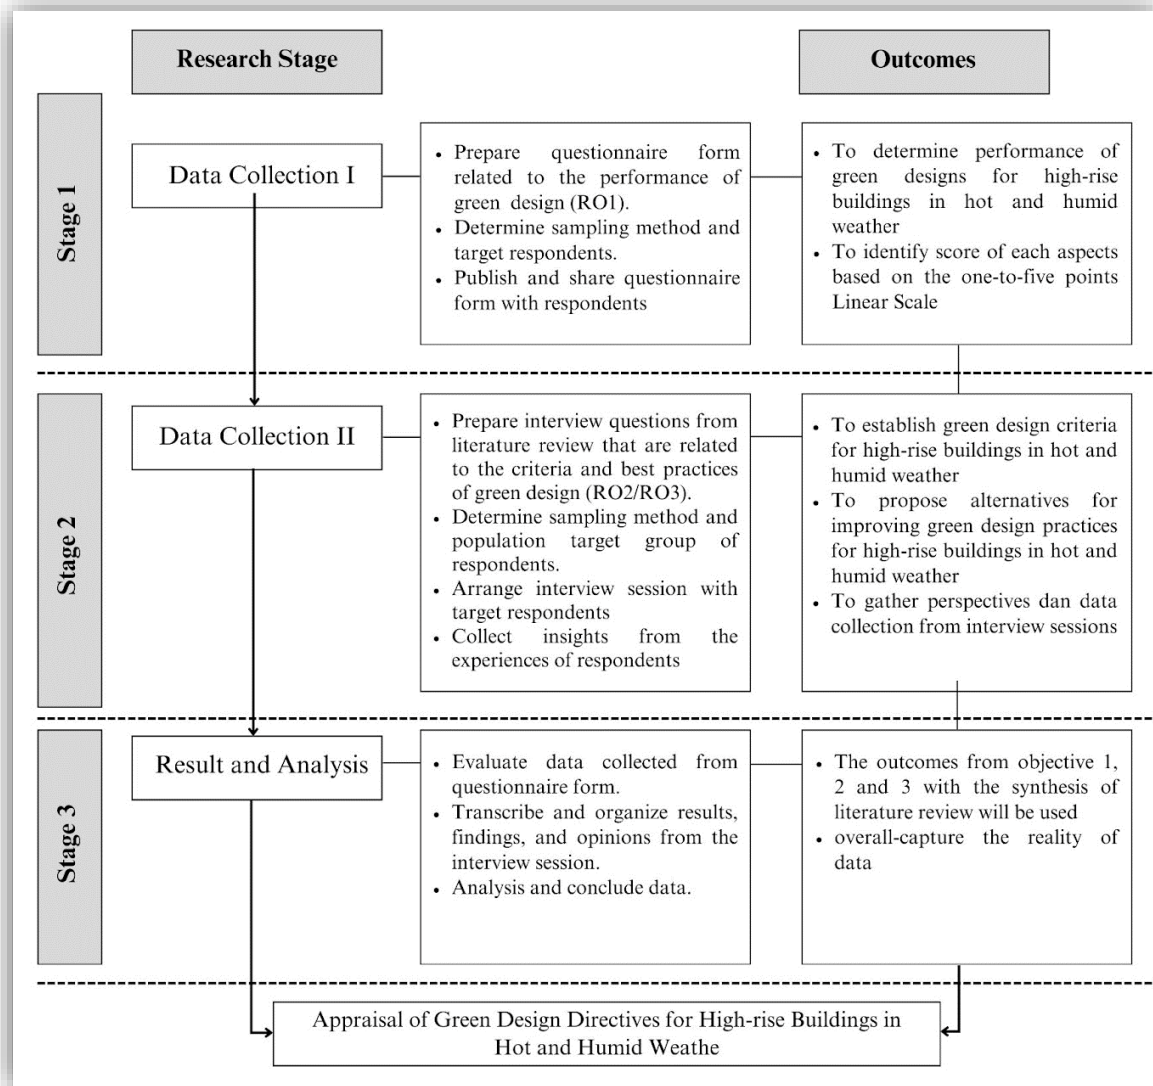 Research Stage
Outcomes
Stage 1
Data Collection I
• Prepare questionnaire form
related to the performance of
green design (RO1).
• Determine sampling method and
target respondents.
• Publish and share questionnaire
form with respondents
• To determine performance of
green designs for high-rise
buildings in hot and humid
weather
• To identify score of each aspects
based on the one-to-five points
Linear Scale
Stage 2
Data Collection II
• Prepare interview questions from
literature review that are related
to the criteria and best practices
of green design (RO2/RO3).
• Determine sampling method and
population target group of
respondents.
• Arrange interview session with
target respondents
• Collect insights from the
experiences of respondents
• To establish green design criteria
for high-rise buildings in hot and
humid weather
• To propose alternatives for
improving green design practices
for high-rise buildings in hot and
humid weather
• To gather perspectives dan data
collection from interview sessions
Stage 3
Result and Analysis
• Evaluate data collected from
questionnaire form.
• Transcribe and organize results,
findings, and opinions from the
interview session.
• Analysis and conclude data.
• The outcomes from objective 1,
2 and 3 with the synthesis of
literature review will be used
• overall-capture the reality of
data
Appraisal of Green Design Directives for High-rise Buildings in
Hot and Humid Weathe